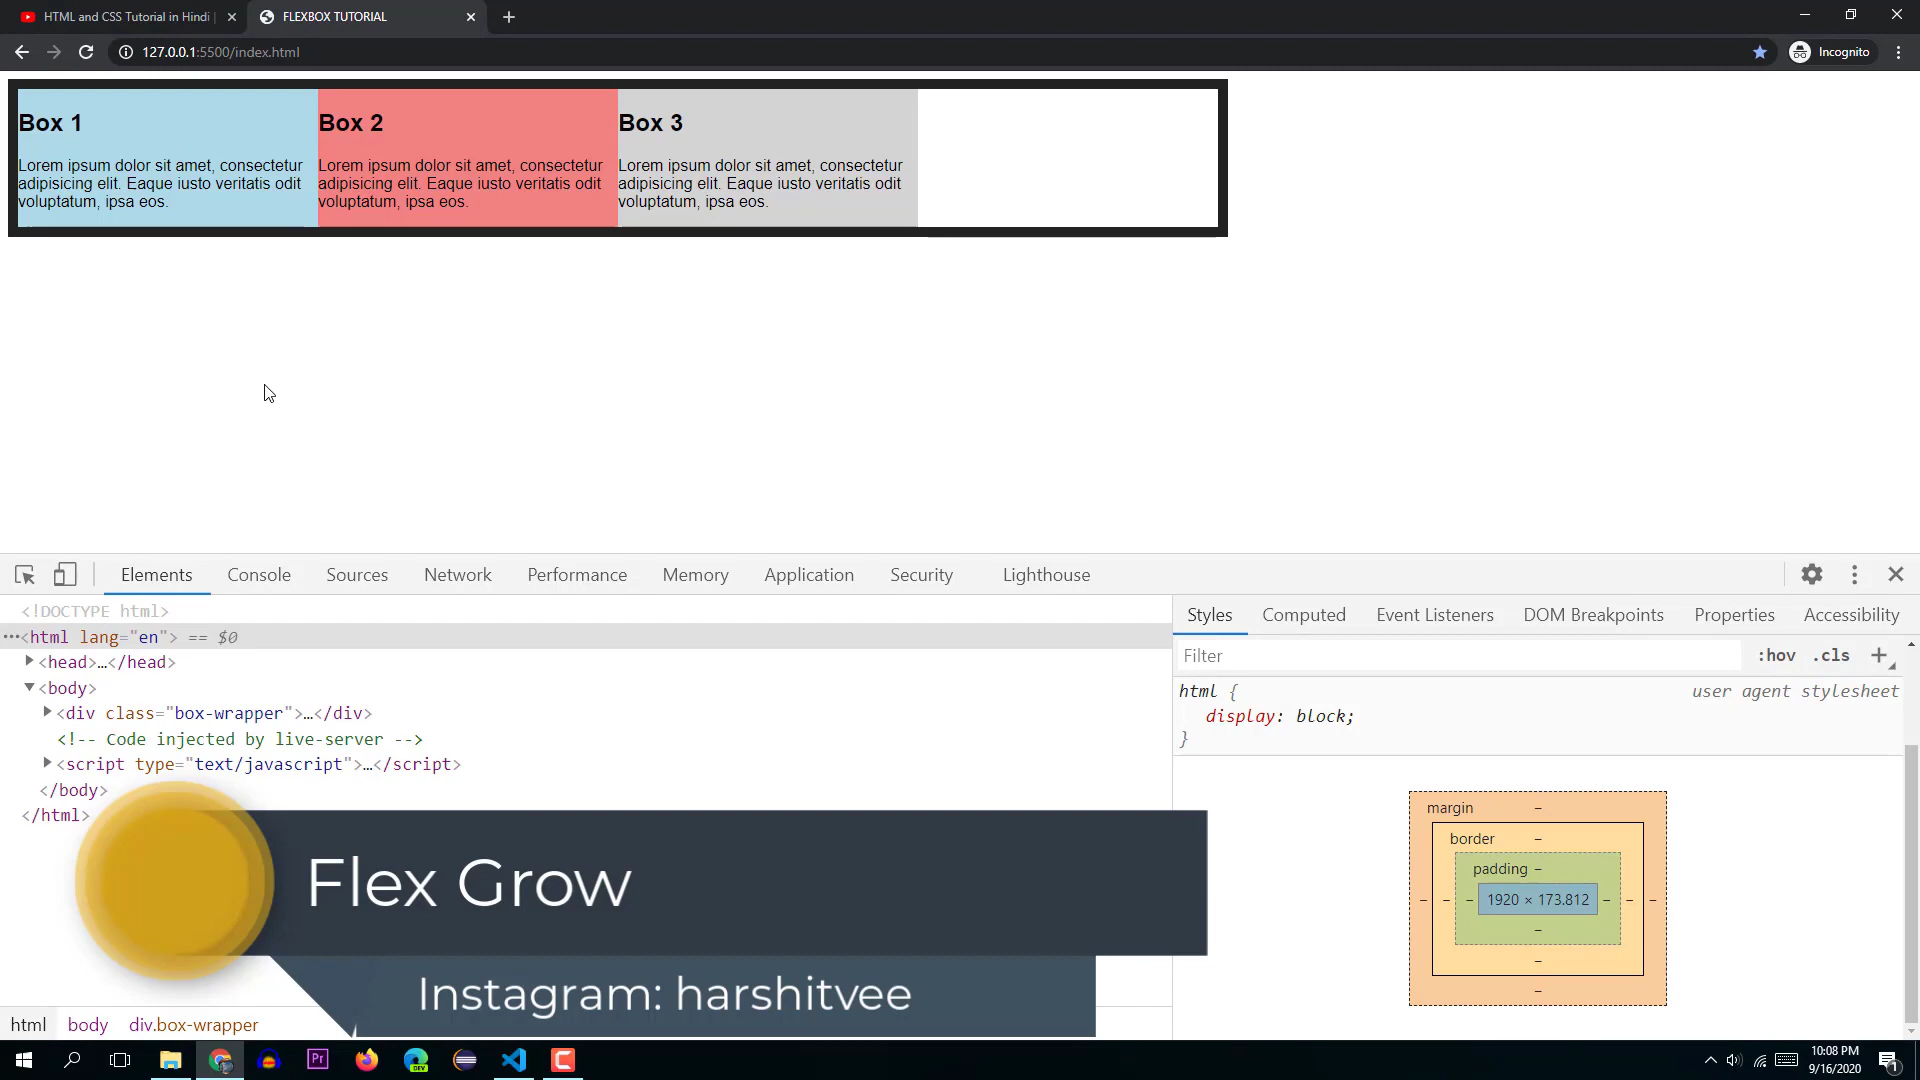 HTML and CSS Tutorial in Hindi |
FLEXBOX TUTORIAL
127.0.0.1:5500/index.html
Incognito
Box 1
Lorem ipsum dolor sit amet, consectetur
adipisicing elit. Eaque iusto veritatis odit
voluptatum, ipsa eos.
Box 2
Lorem ipsum dolor sit amet, consectetur
adipisicing elit. Eaque iusto veritatis odit
voluptatum, ipsa eos.
Box 3
Lorem ipsum dolor sit amet, consectetur
adipisicing elit. Eaque iusto veritatis odit
voluptatum, ipsa eos.
Elements Console Sources Network Performance Memory Application Security Lighthouse
<!DOCTYPE html>
<html lang="en"> == $0
<head>…</head>
<body>
<div class="box-wrapper">…</div>
<!-- Code injected by live-server -->
<script type="text/javascript">…</script>
</body>
</html>
Styles Computed Event Listeners DOM Breakpoints Properties Accessibility
Filter
:hov .cls +
html { user agent stylesheet
display: block;
}
margin –
border –
padding –
– – – 1920 × 173.812 – – –
–
–
–
Flex Grow
Instagram: harshitvee
html body div.box-wrapper
Pr
DEV
10:08 PM
9/16/2020
1